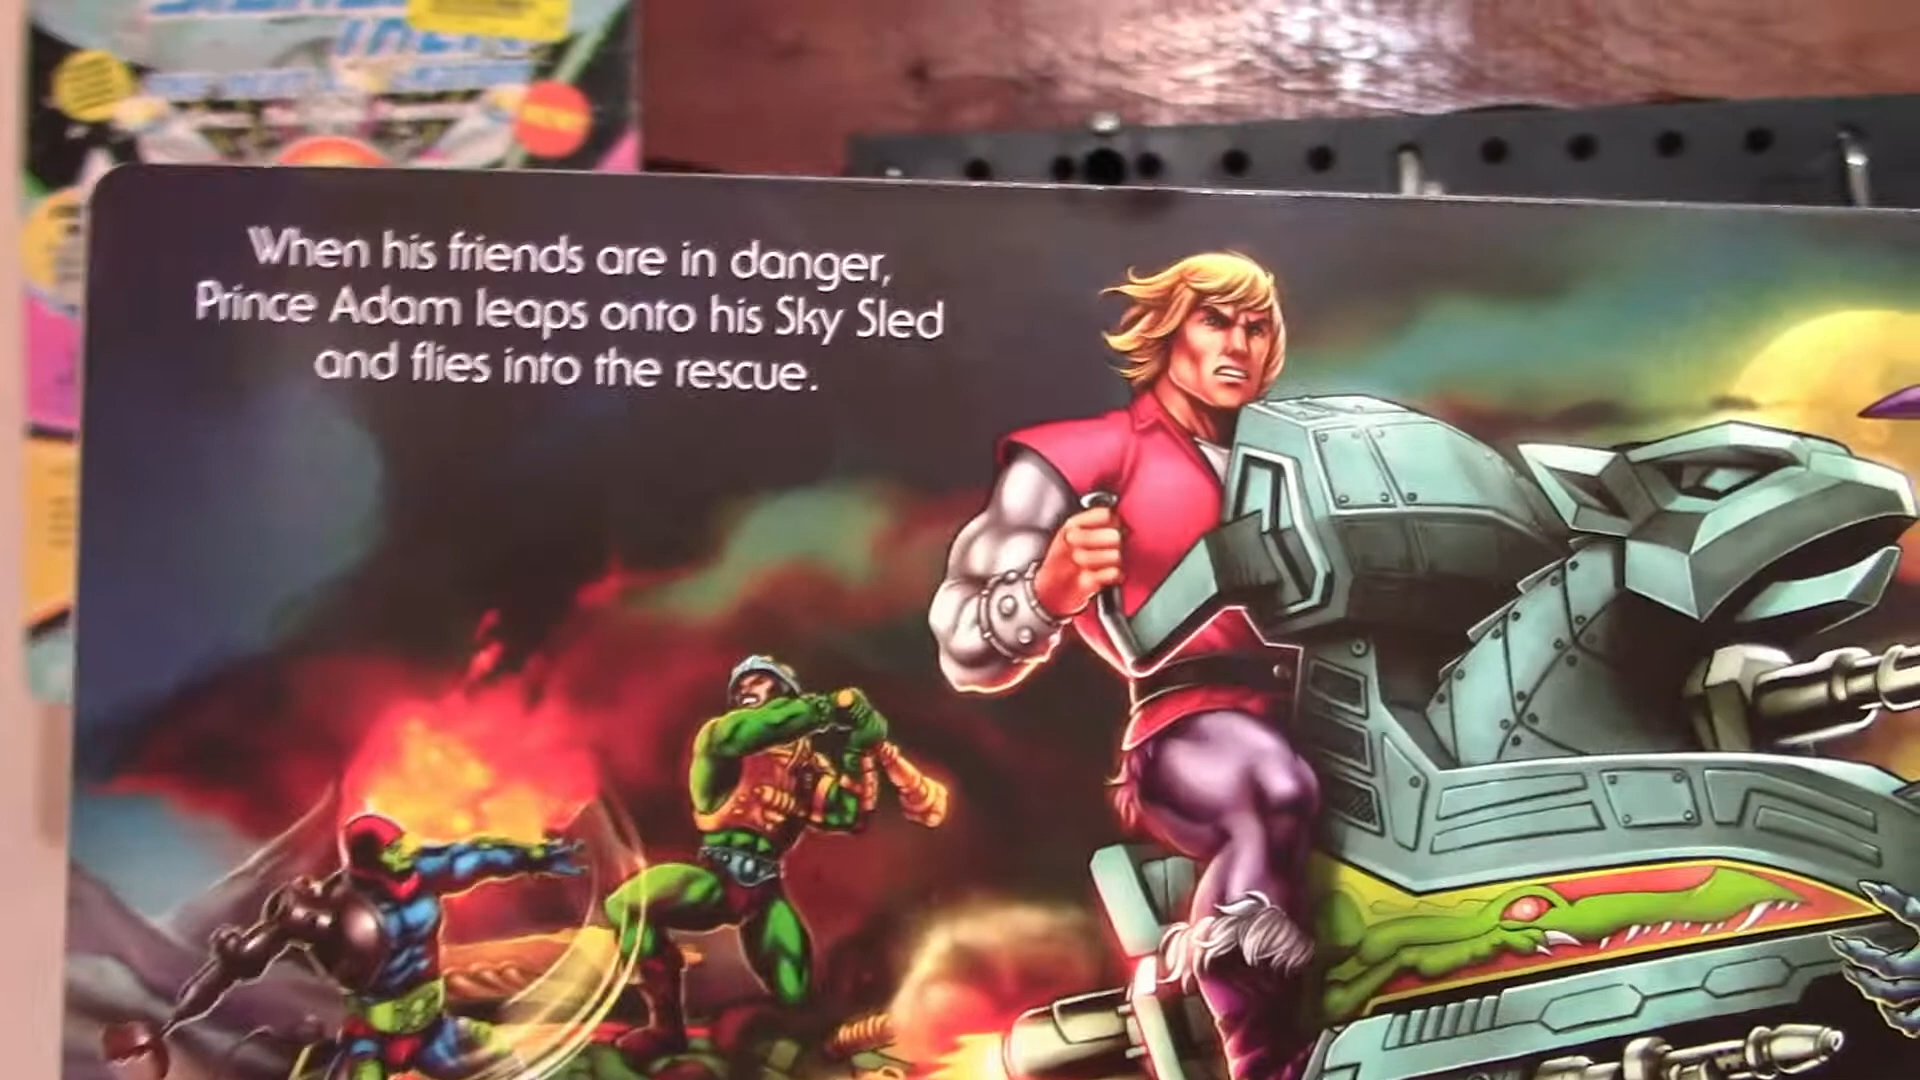 When his friends are in danger,
Prince Adam leaps onto his Sky Sled
and flies into the rescue.